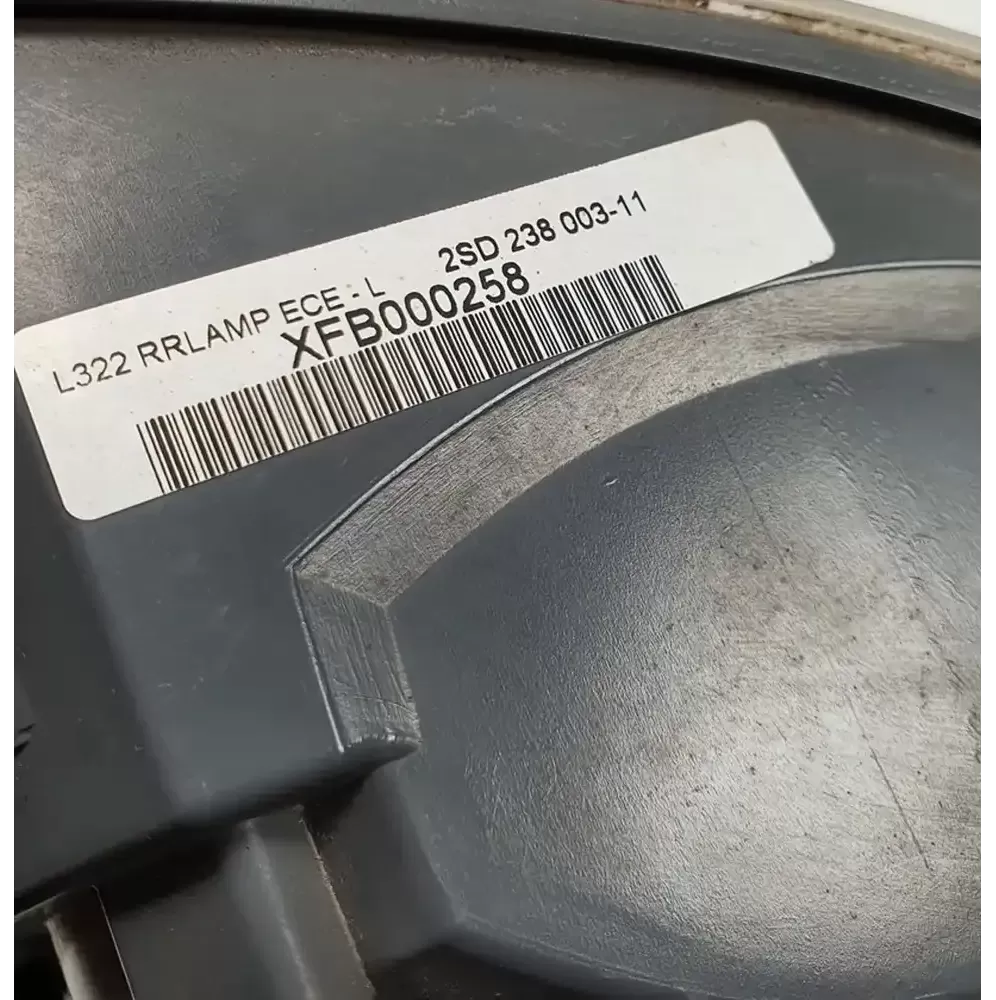 L322 RRLAMP ECE - L 2SD 238 003-11
XFB000258